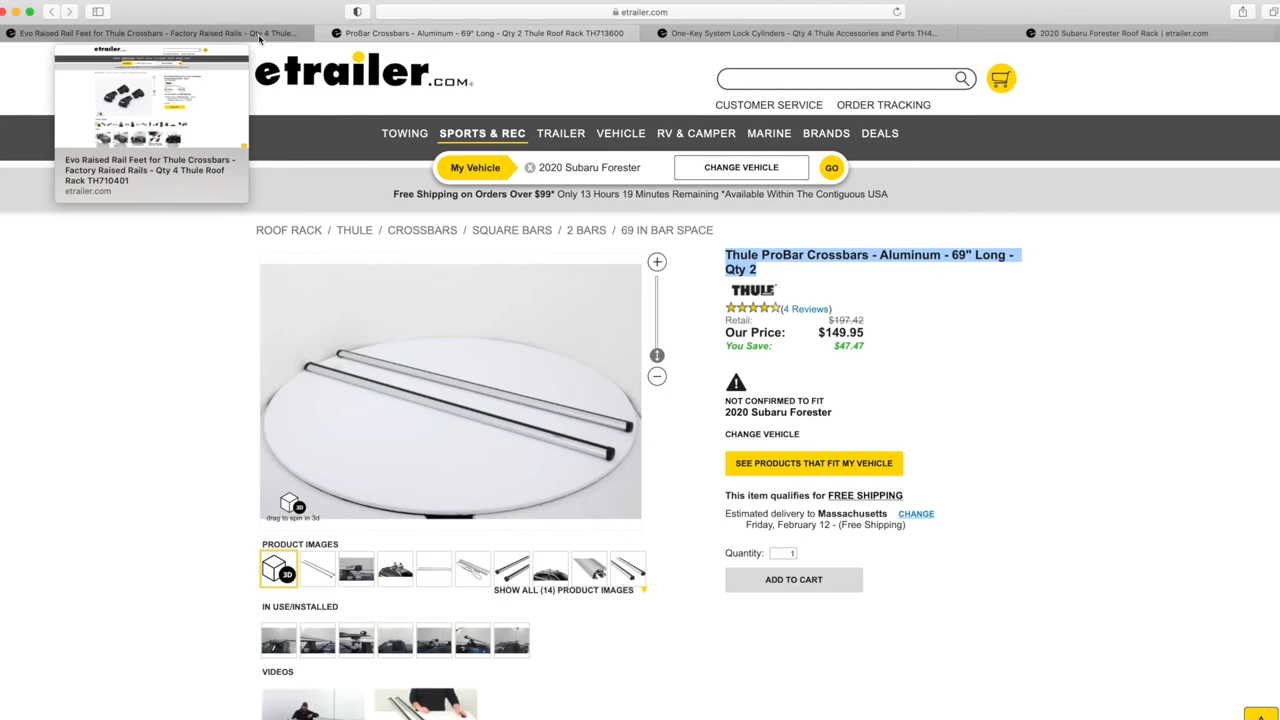 etrailer.com
Evo Raised Rail Feet for Thule Crossbars - Factory Raised Rails - Qty 4 Thule...
ProBar Crossbars - Aluminum - 69" Long - Qty 2 Thule Roof Rack TH713600
One-Key System Lock Cylinders - Qty 4 Thule Accessories and Parts TH4...
2020 Subaru Forester Roof Rack | etrailer.com
Evo Raised Rail Feet for Thule Crossbars -
Factory Raised Rails - Qty 4 Thule Roof
Rack TH710401
etrailer.com
etrailer.com
CUSTOMER SERVICE ORDER TRACKING
TOWING SPORTS & REC TRAILER VEHICLE RV & CAMPER MARINE BRANDS DEALS
My Vehicle 2020 Subaru Forester CHANGE VEHICLE GO
Free Shipping on Orders Over $99* Only 13 Hours 19 Minutes Remaining *Available Within The Contiguous USA
ROOF RACK / THULE / CROSSBARS / SQUARE BARS / 2 BARS / 69 IN BAR SPACE
Thule ProBar Crossbars - Aluminum - 69" Long -
Qty 2
THULE
(4 Reviews)
Retail: $197.42
Our Price: $149.95
You Save: $47.47
NOT CONFIRMED TO FIT
2020 Subaru Forester
CHANGE VEHICLE
SEE PRODUCTS THAT FIT MY VEHICLE
This item qualifies for FREE SHIPPING
Estimated delivery to Massachusetts CHANGE
Friday, February 12 - (Free Shipping)
Quantity: 1
ADD TO CART
3D
drag to spin in 3d
PRODUCT IMAGES
3D
SHOW ALL (14) PRODUCT IMAGES
IN USE/INSTALLED
VIDEOS